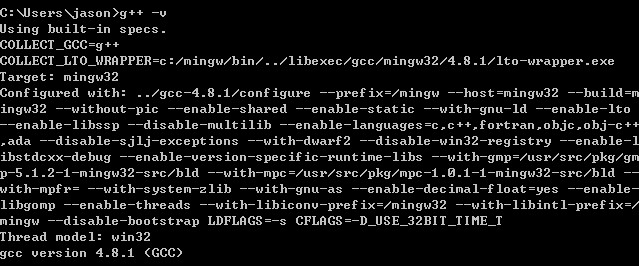 C:\Users\jason>g++ -v
Using built-in specs.
COLLECT_GCC=g++
COLLECT_LTO_WRAPPER=c:/mingw/bin/../libexec/gcc/mingw32/4.8.1/lto-wrapper.exe
Target: mingw32
Configured with: ../gcc-4.8.1/configure --prefix=/mingw --host=mingw32 --build=m
ingw32 --without-pic --enable-shared --enable-static --with-gnu-ld --enable-lto
--enable-libssp --disable-multilib --enable-languages=c,c++,fortran,objc,obj-c++
,ada --disable-sjlj-exceptions --with-dwarf2 --disable-win32-registry --enable-l
ibstdcxx-debug --enable-version-specific-runtime-libs --with-gmp=/usr/src/pkg/gm
p-5.1.2-1-mingw32-src/bld --with-mpc=/usr/src/pkg/mpc-1.0.1-1-mingw32-src/bld --
with-mpfr= --with-system-zlib --with-gnu-as --enable-decimal-float=yes --enable-
libgomp --enable-threads --with-libiconv-prefix=/mingw32 --with-libintl-prefix=/
mingw --disable-bootstrap LDFLAGS=-s CFLAGS=-D_USE_32BIT_TIME_T
Thread model: win32
gcc version 4.8.1 (GCC)